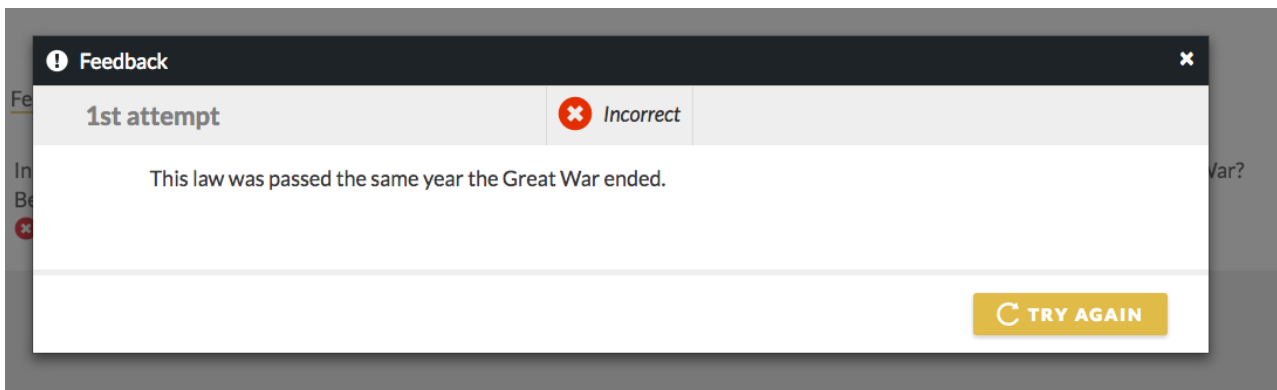 Feedback
1st attempt
Incorrect
This law was passed the same year the Great War ended.
TRY AGAIN